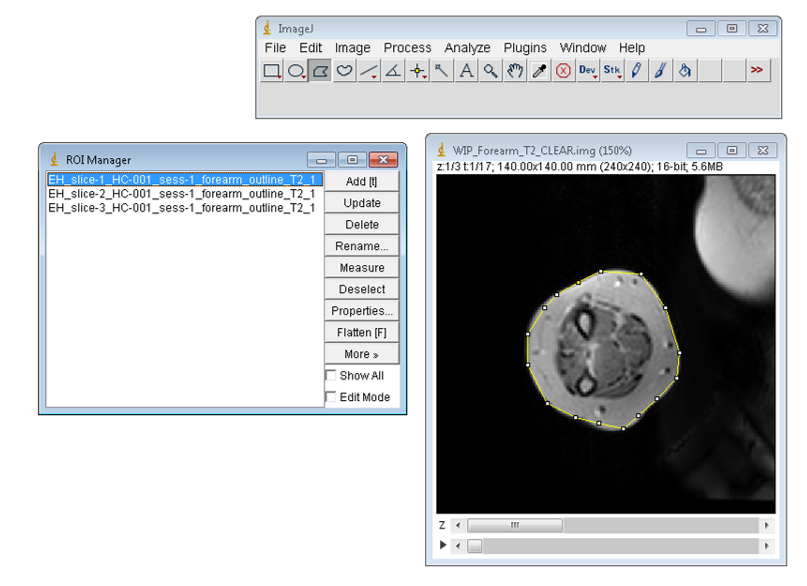 ImageJ
File Edit Image Process Analyze Plugins Window Help
A Dev Stk >>
ROI Manager
EH_slice-1_HC-001_sess-1_forearm_outline_T2_1
EH_slice-2_HC-001_sess-1_forearm_outline_T2_1
EH_slice-3_HC-001_sess-1_forearm_outline_T2_1
Add [t]
Update
Delete
Rename...
Measure
Deselect
Properties...
Flatten [F]
More »
Show All
Edit Mode
WIP_Forearm_T2_CLEAR.img (150%)
z:1/3 t:1/17; 140.00x140.00 mm (240x240); 16-bit; 5.6MB
Z